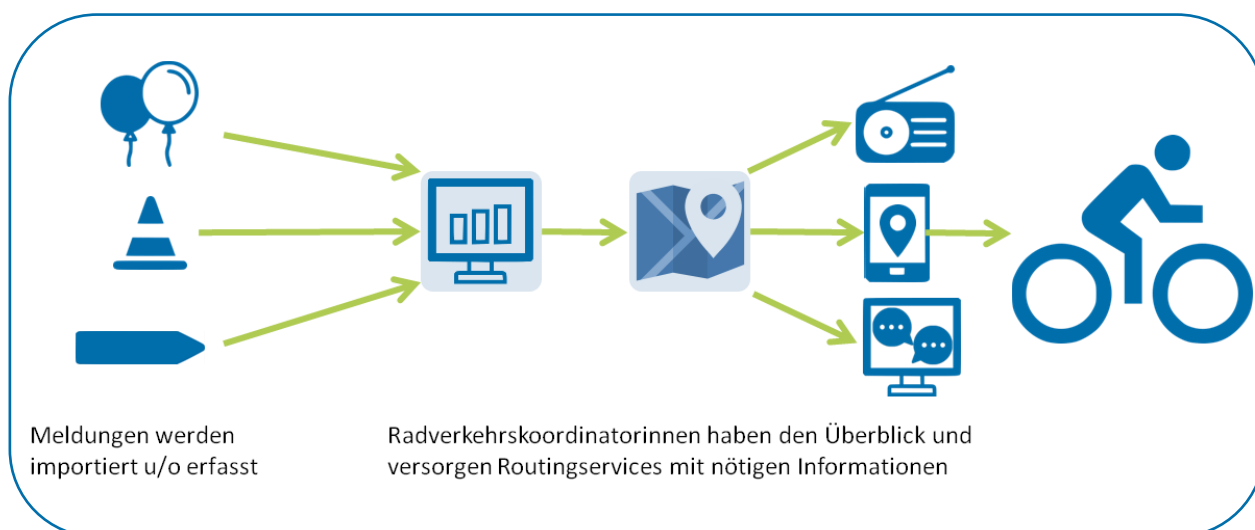 Meldungen werden
importiert u/o erfasst
Radverkehrskoordinatorinnen haben den Überblick und
versorgen Routingservices mit nötigen Informationen